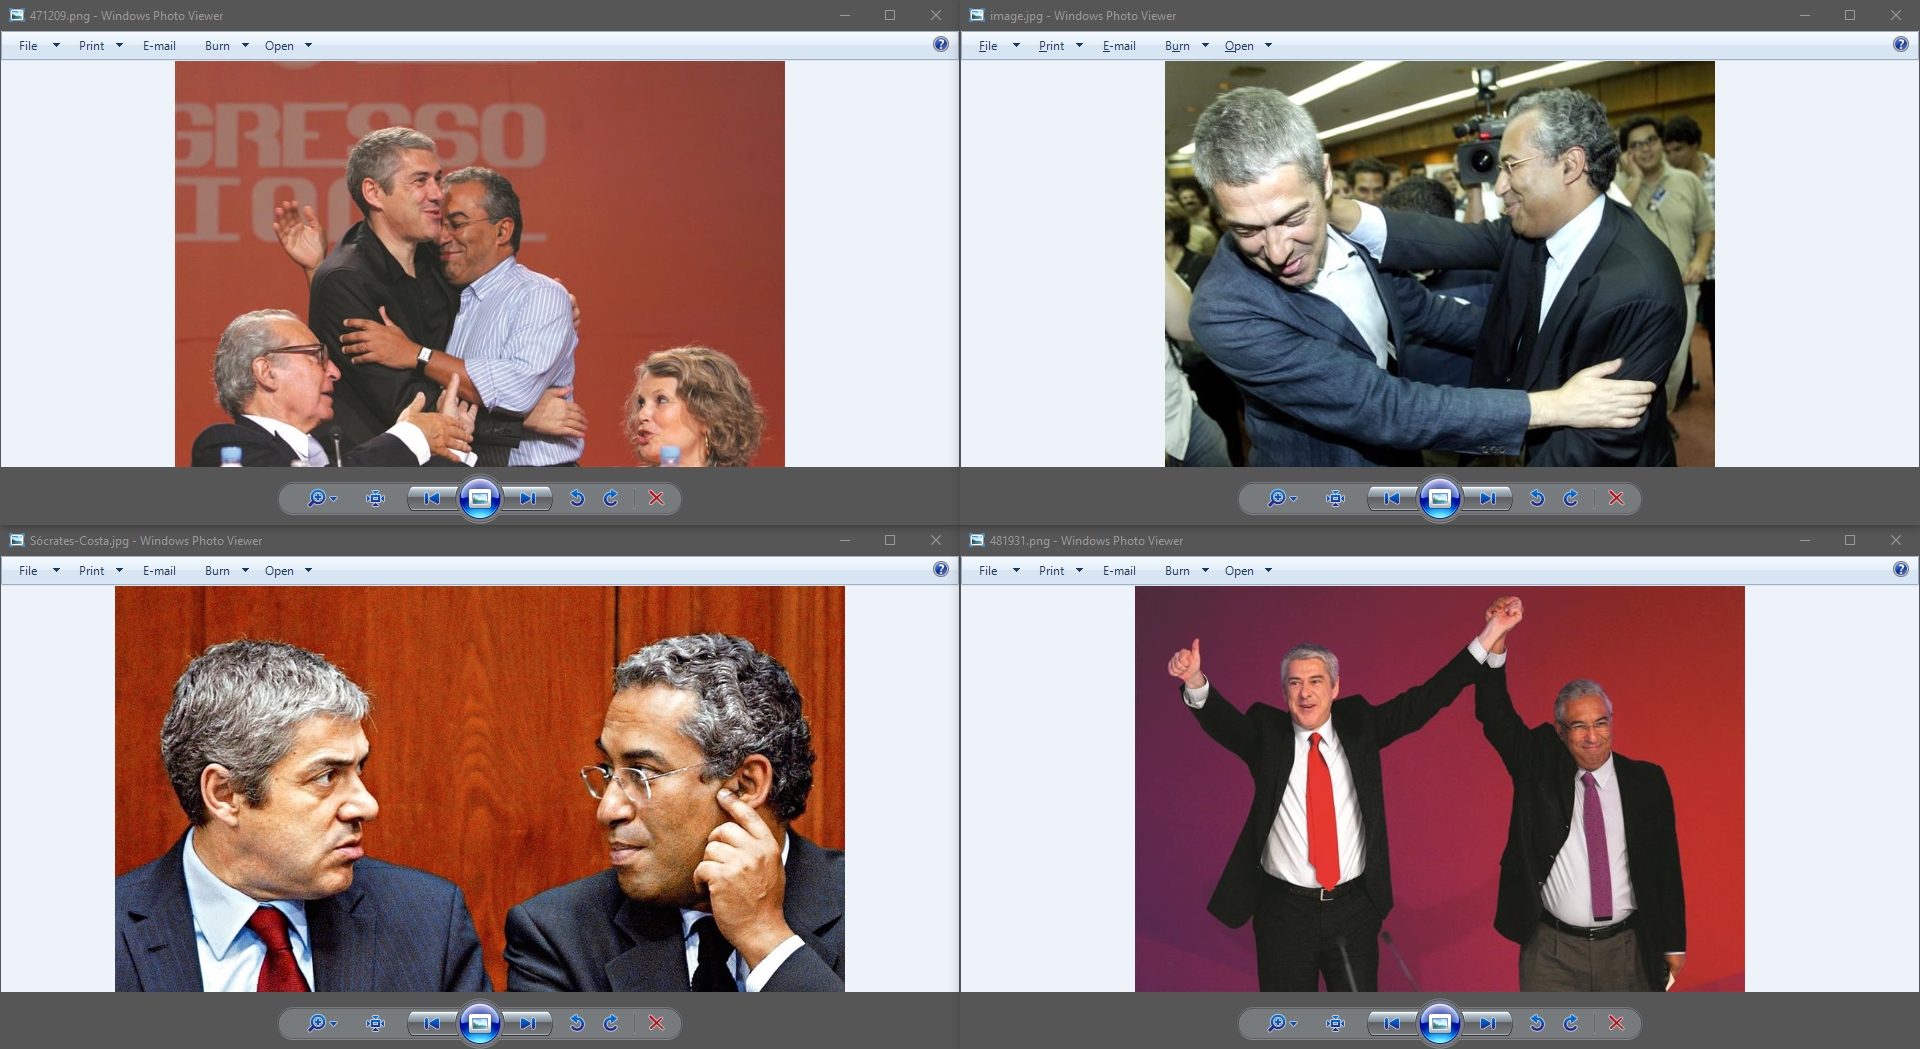 471209.png - Windows Photo Viewer
File Print E-mail Burn Open
GRESSO
image.jpg - Windows Photo Viewer
File Print E-mail Burn Open
Sócrates-Costa.jpg - Windows Photo Viewer
File Print E-mail Burn Open
481931.png - Windows Photo Viewer
File Print E-mail Burn Open